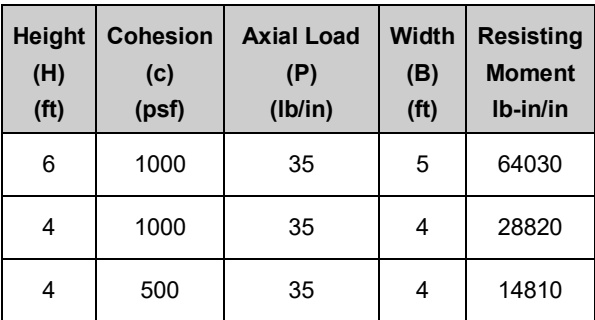 Height Cohesion Axial Load Width Resisting
(H) (c) (P) (B) Moment
(ft) (psf) (lb/in) (ft) lb-in/in
6 1000 35 5 64030
4 1000 35 4 28820
4 500 35 4 14810